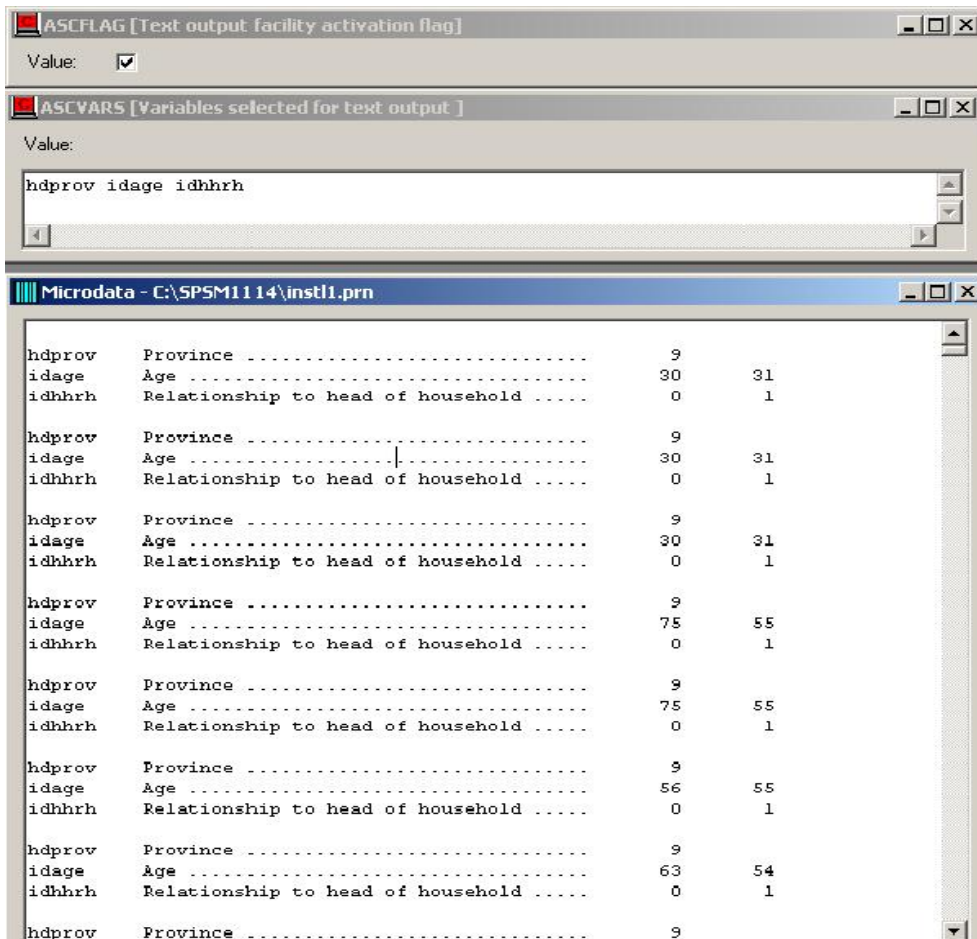 ASCFLAG [Text output facility activation flag]
Value:
ASCVARS [Variables selected for text output ]
Value:
hdprov idage idhhrh
Microdata - C:\SPSM1114\instl1.prn
hdprov Province .............................. 9
idage Age ................................... 30 31
idhhrh Relationship to head of household ..... 0 1
hdprov Province .............................. 9
idage Age ................................... 30 31
idhhrh Relationship to head of household ..... 0 1
hdprov Province .............................. 9
idage Age ................................... 30 31
idhhrh Relationship to head of household ..... 0 1
hdprov Province .............................. 9
idage Age ................................... 75 55
idhhrh Relationship to head of household ..... 0 1
hdprov Province .............................. 9
idage Age ................................... 75 55
idhhrh Relationship to head of household ..... 0 1
hdprov Province .............................. 9
idage Age ................................... 56 55
idhhrh Relationship to head of household ..... 0 1
hdprov Province .............................. 9
idage Age ................................... 63 54
idhhrh Relationship to head of household ..... 0 1
hdprov Province .............................. 9